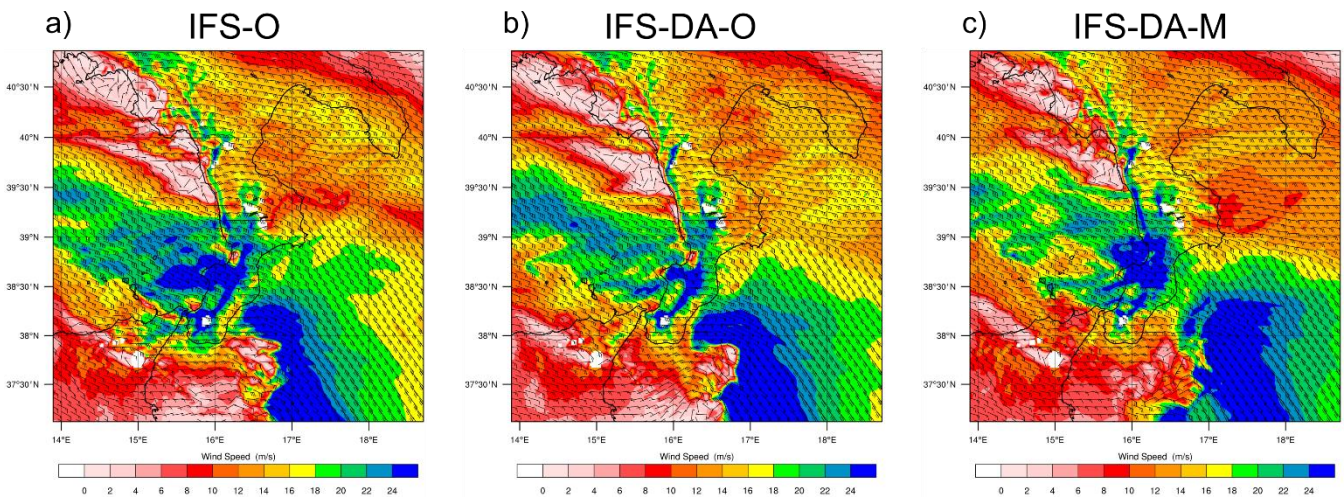 a) IFS-O
b) IFS-DA-O
c) IFS-DA-M
40°30'N
40°N
39°30'N
39°N
38°30'N
38°N
37°30'N
14°E 15°E 16°E 17°E 18°E
Wind Speed (m/s)
0 2 4 6 8 10 12 14 16 18 20 22 24
40°30'N
40°N
39°30'N
39°N
38°30'N
38°N
37°30'N
14°E 15°E 16°E 17°E 18°E
Wind Speed (m/s)
0 2 4 6 8 10 12 14 16 18 20 22 24
40°30'N
40°N
39°30'N
39°N
38°30'N
38°N
37°30'N
14°E 15°E 16°E 17°E 18°E
Wind Speed (m/s)
0 2 4 6 8 10 12 14 16 18 20 22 24